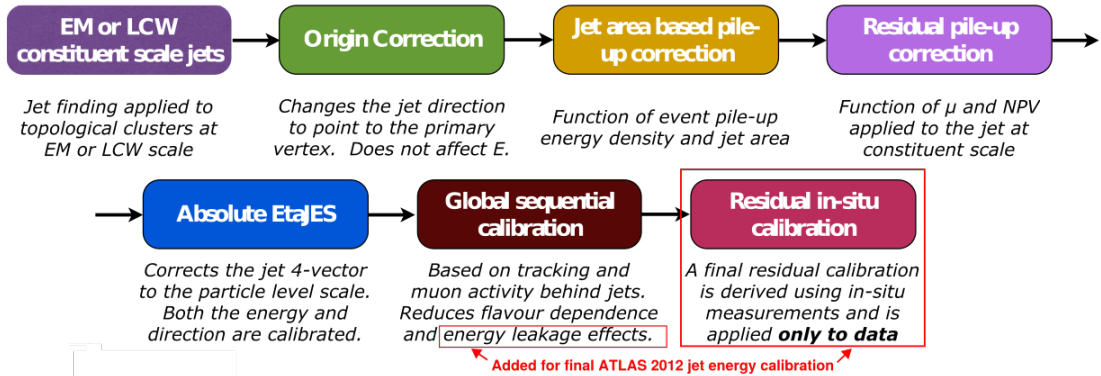 EM or LCW
constituent scale jets
Origin Correction
Jet area based pile-
up correction
Residual pile-up
correction
Jet finding applied to
topological clusters at
EM or LCW scale
Changes the jet direction
to point to the primary
vertex. Does not affect E.
Function of event pile-up
energy density and jet area
Function of µ and NPV
applied to the jet at
constituent scale
Absolute EtaJES
Global sequential
calibration
Residual in-situ
calibration
Corrects the jet 4-vector
to the particle level scale.
Both the energy and
direction are calibrated.
Based on tracking and
muon activity behind jets.
Reduces flavour dependence
and energy leakage effects.
A final residual calibration
is derived using in-situ
measurements and is
applied only to data
Added for final ATLAS 2012 jet energy calibration